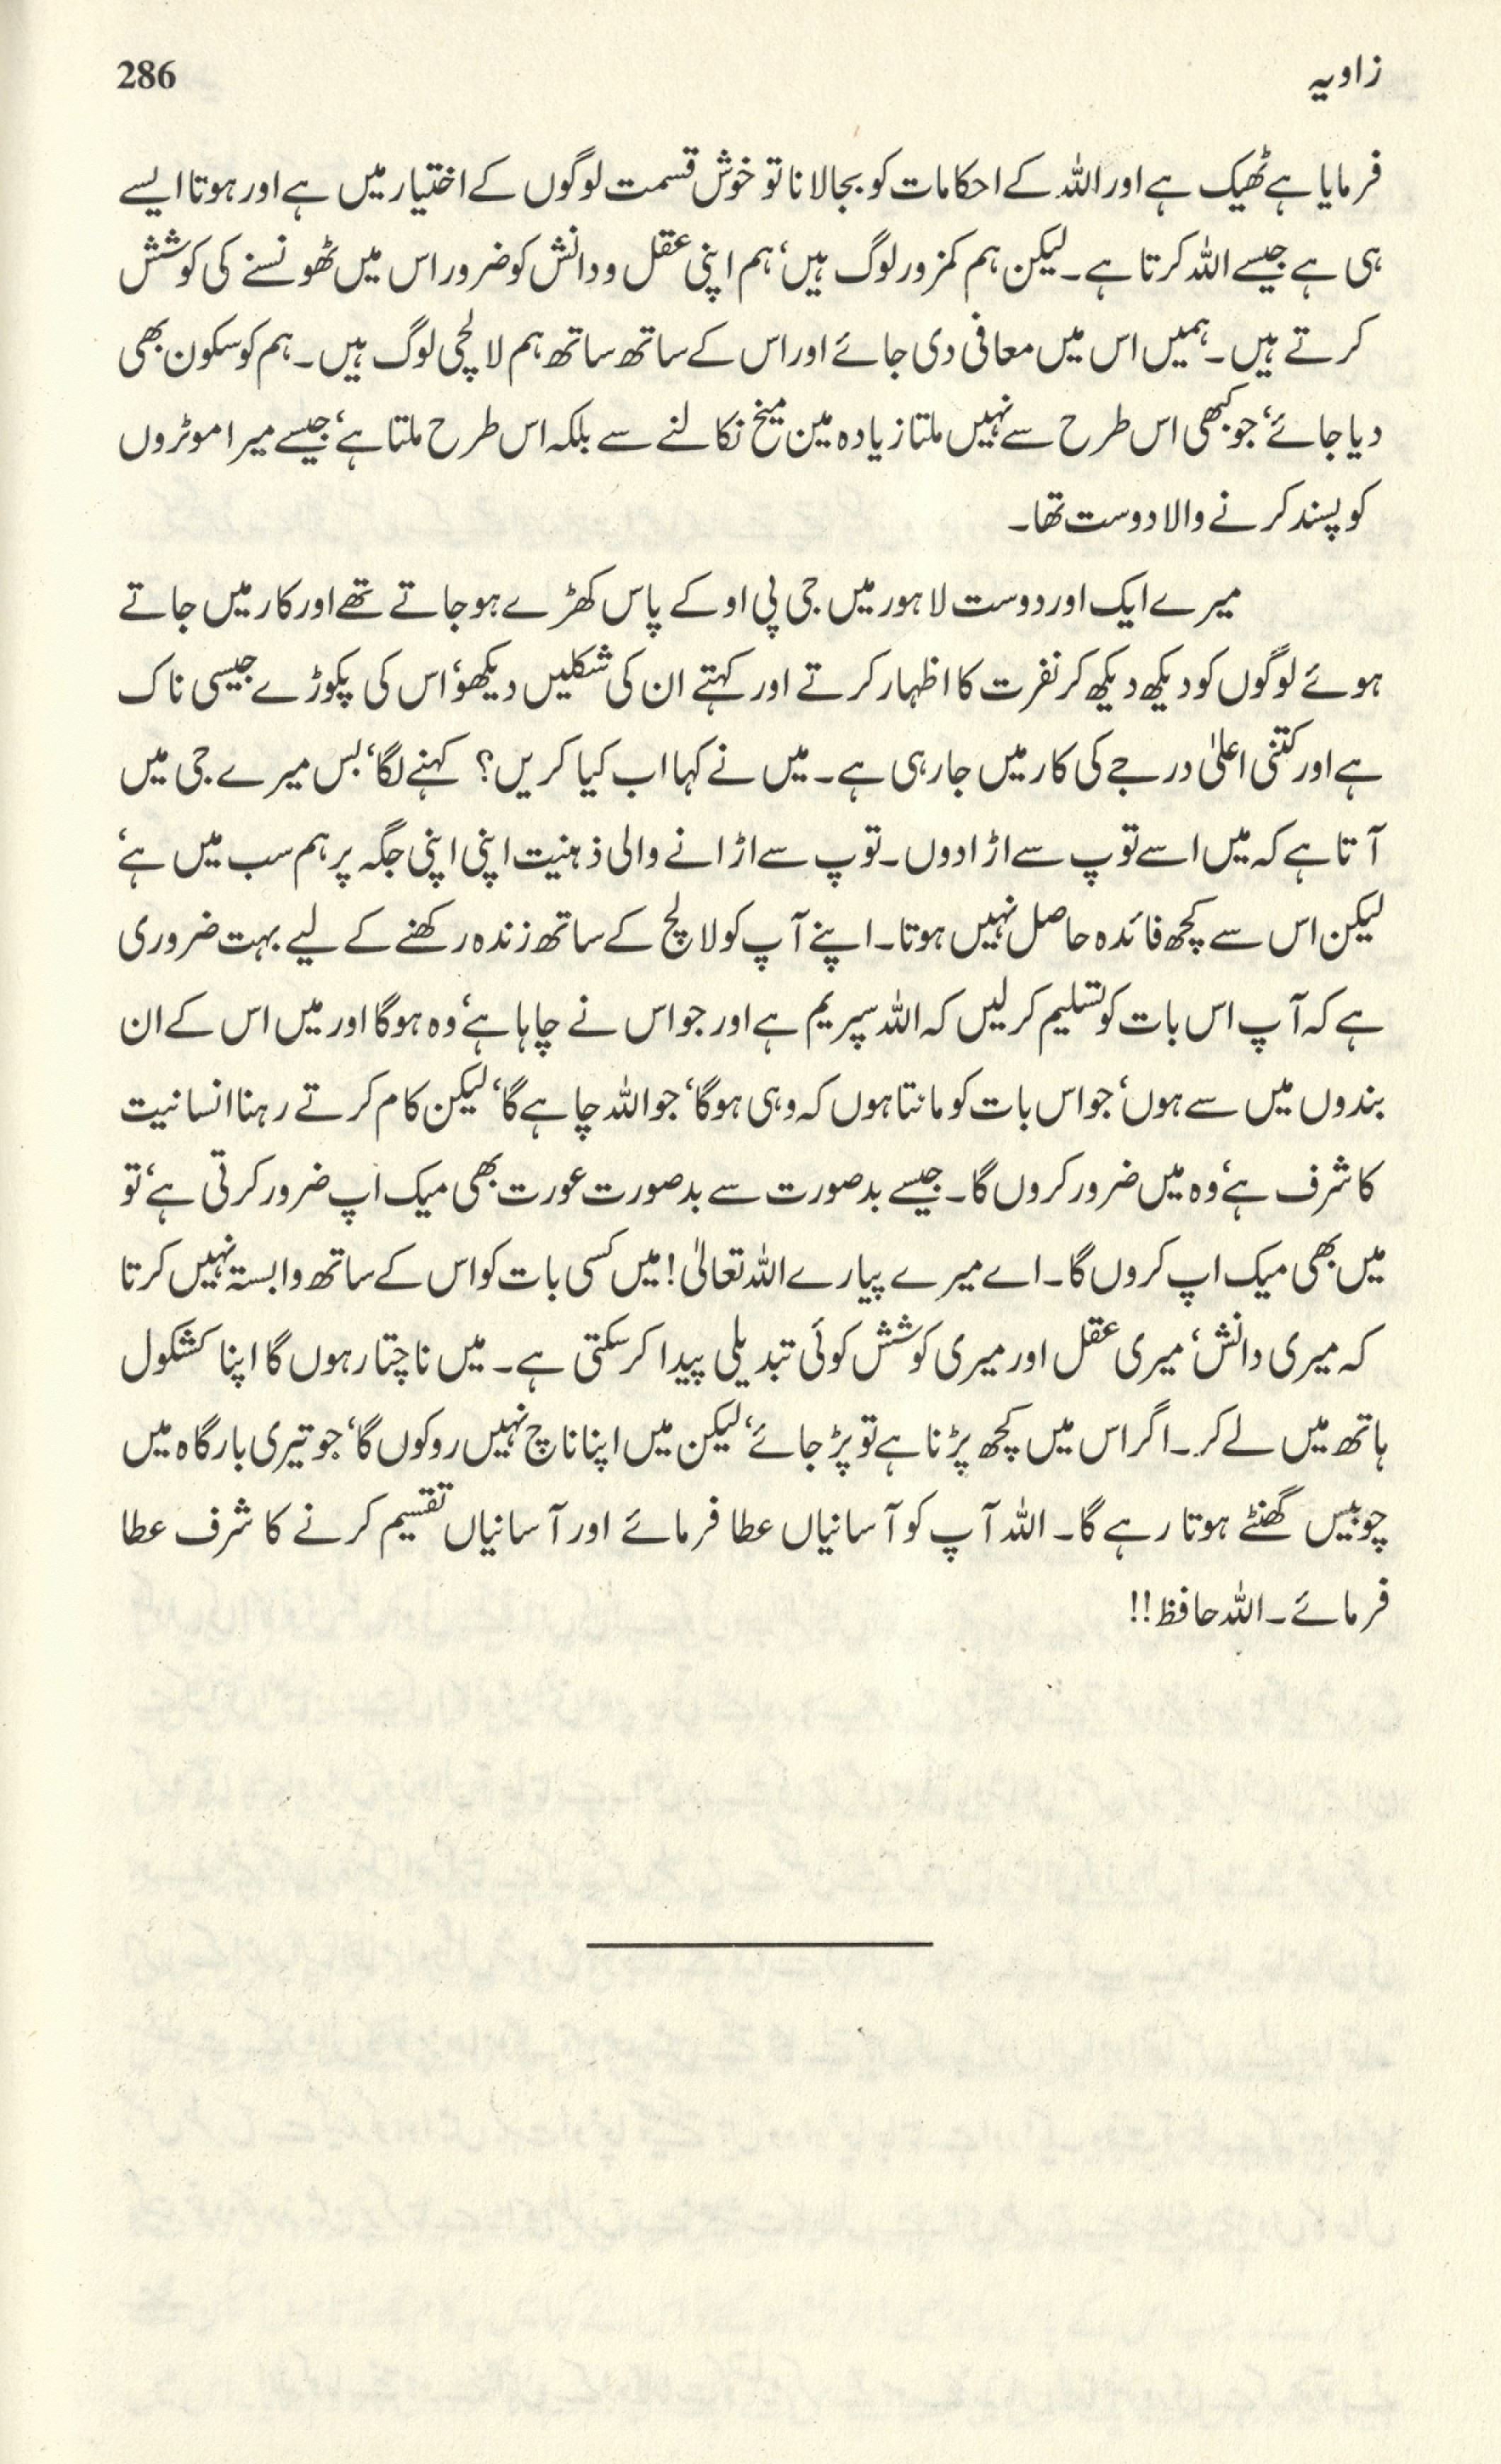 زاویہ
286
فرمایا ہے ٹھیک ہے اور اللہ کے احکامات کو بجا لانا تو خوش قسمت لوگوں کے اختیار میں ہے اور ہوتا ایسے
ہی ہے جیسے اللہ کرتا ہے۔ لیکن ہم کمزور لوگ ہیں، ہم اپنی عقل و دانش کو ضرور اس میں ٹھونسنے کی کوشش
کرتے ہیں۔ ہمیں اس میں معافی دی جائے اور اس کے ساتھ ساتھ ہم لالچی لوگ ہیں۔ ہم کو سکون بھی
دیا جائے، جو کبھی اس طرح سے نہیں ملتا زیادہ مین میخ نکالنے سے بلکہ اس طرح ملتا ہے، جیسے میرا موٹروں
کو پسند کرنے والا دوست تھا۔
میرے ایک اور دوست لاہور میں جی پی او کے پاس کھڑے ہو جاتے تھے اور کار میں جاتے
ہوئے لوگوں کو دیکھ دیکھ کر نفرت کا اظہار کرتے اور کہتے ان کی شکلیں دیکھو، اس کی پکوڑے جیسی ناک
ہے اور کتنی اعلیٰ درجے کی کار میں جا رہی ہے۔ میں نے کہا اب کیا کریں؟ کہنے لگا، بس میرے جی میں
آتا ہے کہ میں اسے توپ سے اڑا دوں۔ توپ سے اڑانے والی ذہنیت اپنی اپنی جگہ پر ہم سب میں ہے،
لیکن اس سے کچھ فائدہ حاصل نہیں ہوتا۔ اپنے آپ کو لالچ کے ساتھ زندہ رکھنے کے لیے بہت ضروری
ہے کہ آپ اس بات کو تسلیم کر لیں کہ اللہ سپریم ہے اور جو اس نے چاہا ہے، وہ ہوگا اور میں اس کے ان
بندوں میں سے ہوں، جو اس بات کو مانتا ہوں کہ وہی ہوگا، جو اللہ چاہے گا، لیکن کام کرتے رہنا انسانیت
کا شرف ہے، وہ میں ضرور کروں گا۔ جیسے بدصورت سے بدصورت عورت بھی میک اپ ضرور کرتی ہے، تو
میں بھی میک اپ کروں گا۔ اے میرے پیارے اللہ تعالیٰ! میں کسی بات کو اس کے ساتھ وابستہ نہیں کرتا
کہ میری دانش، میری عقل اور میری کوشش کوئی تبدیلی پیدا کر سکتی ہے۔ میں ناچتا رہوں گا اپنا کشکول
ہاتھ میں لے کر۔ اگر اس میں کچھ پڑنا ہے تو پڑ جائے، لیکن میں اپنا ناچ نہیں روکوں گا، جو تیری بارگاہ میں
چوبیس گھنٹے ہوتا رہے گا۔ اللہ آپ کو آسانیاں عطا فرمائے اور آسانیاں تقسیم کرنے کا شرف عطا
فرمائے۔ اللہ حافظ!!